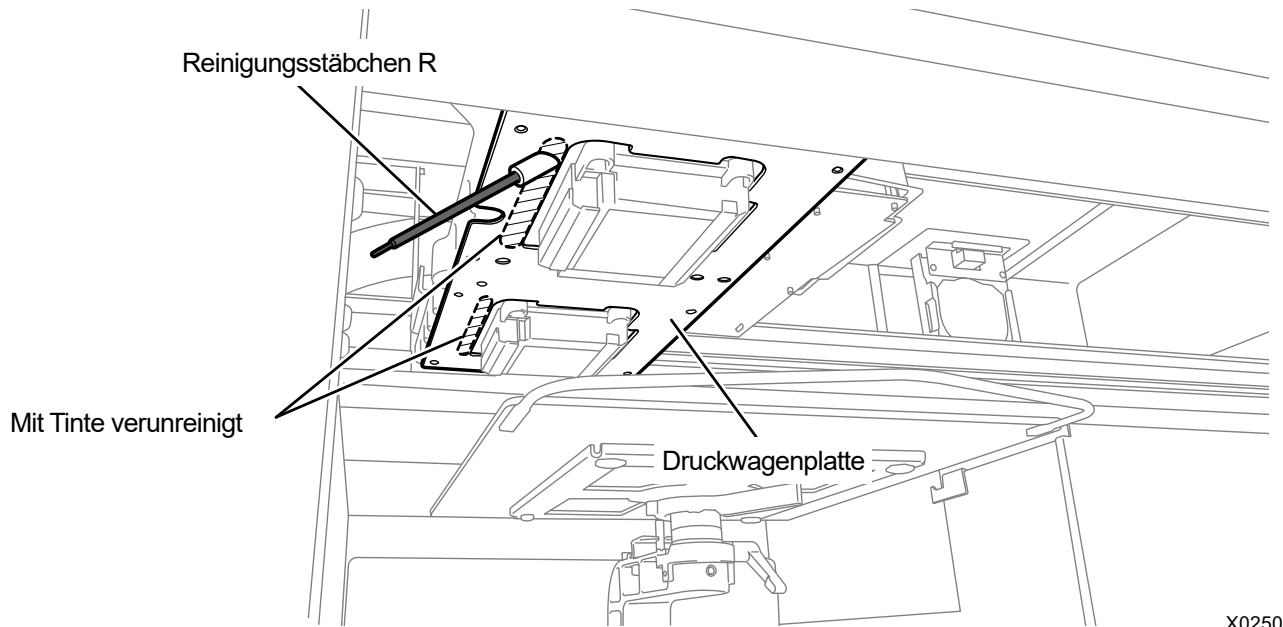 Reinigungsstäbchen R
Mit Tinte verunreinigt
Druckwagenplatte
X0250